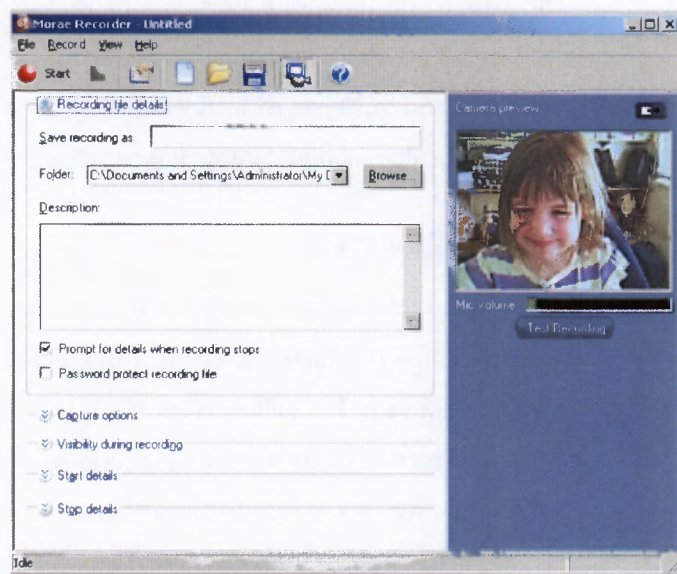 Morae Recorder - Untitled
File Record View Help
Start
Recording file details
Save recording as
Folder: C:\Documents and Settings\Administrator\My D
Browse...
Description:
Prompt for details when recording stops
Password protect recording file
Capture options
Visibility during recording
Start details
Stop details
Camera preview
Mic volume
Test Recording
Idle